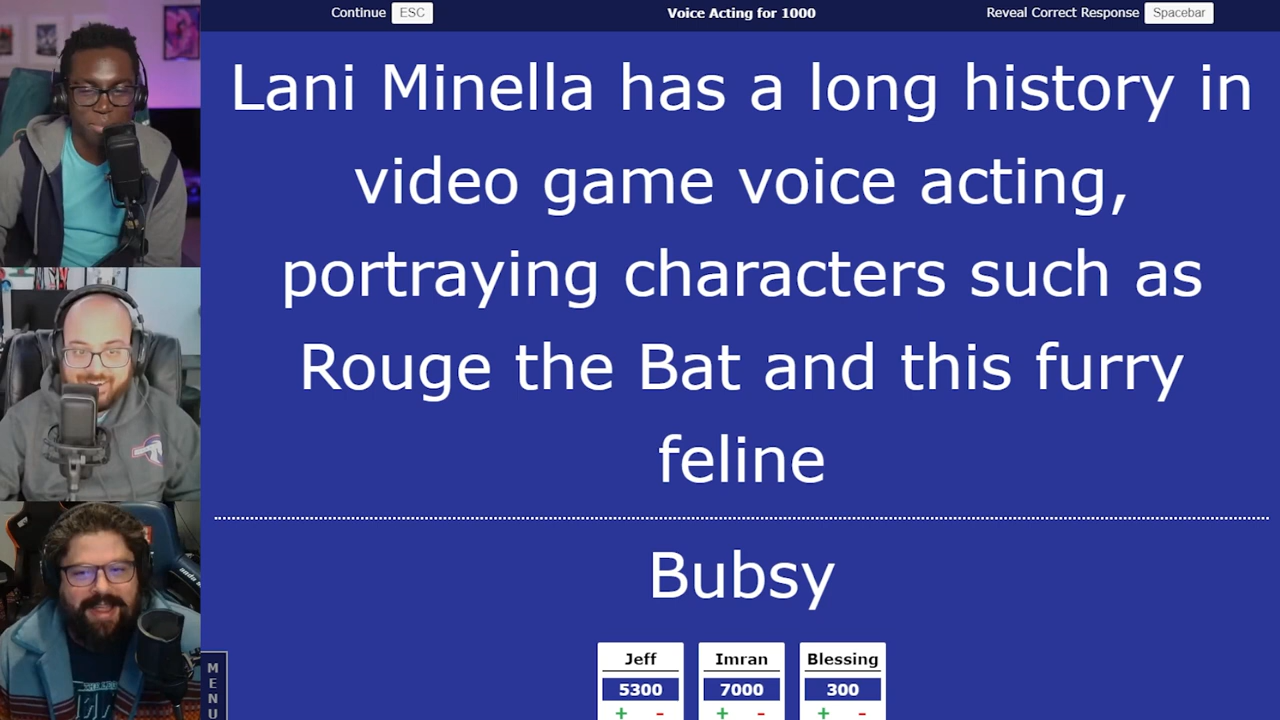 Continue ESC Voice Acting for 1000 Reveal Correct Response Spacebar
Lani Minella has a long history in
video game voice acting,
portraying characters such as
Rouge the Bat and this furry
feline
Bubsy
MENU
Jeff Imran Blessing
5300 7000 300
+ - + - + -